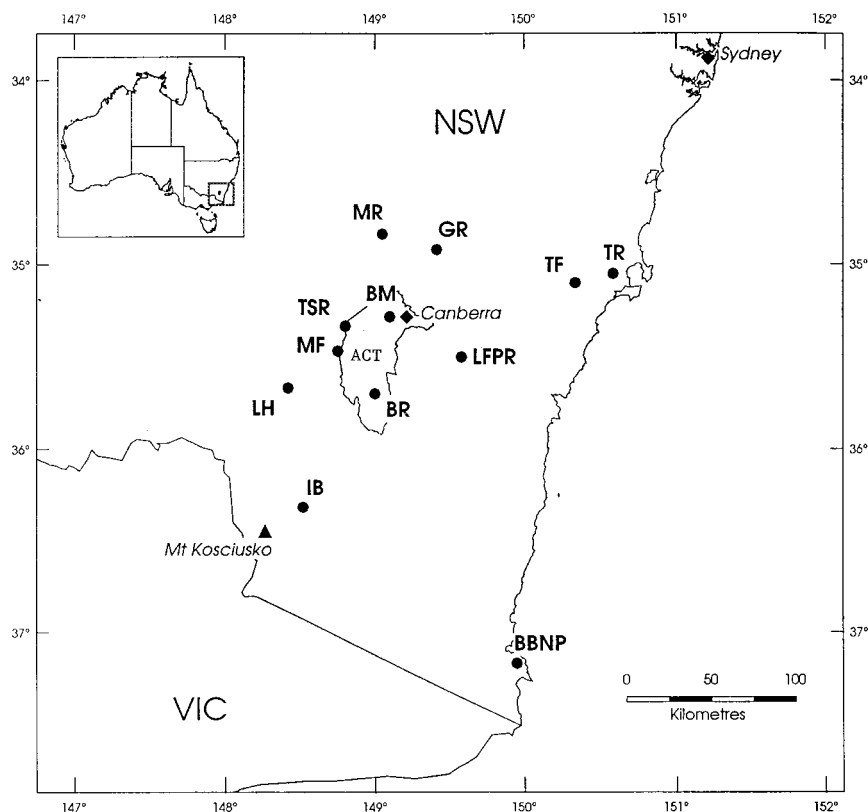 147° 148° 149° 150° 151° 152°
34° 34°
Sydney
NSW
MR
GR
35° 35°
TF
TR
BM
TSR
Canberra
MF
ACT
LFPR
LH
BR
36° 36°
IB
Mt Kosciusko
37° 37°
BBNP
VIC
0 50 100
Kilometres
147° 148° 149° 150° 151° 152°